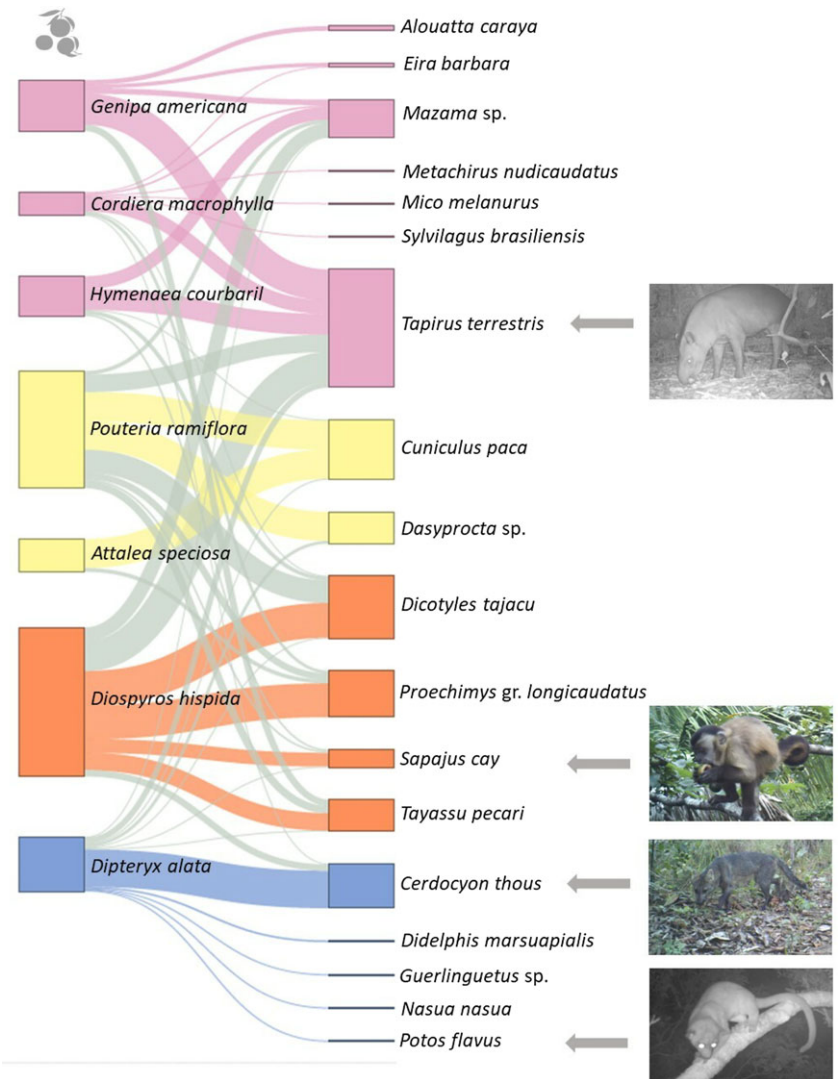 Genipa americana
Cordiera macrophylla
Hymenaea courbaril
Pouteria ramiflora
Attalea speciosa
Diospyros hispida
Dipteryx alata
Alouatta caraya
Eira barbara
Mazama sp.
Metachirus nudicaudatus
Mico melanurus
Sylvilagus brasiliensis
Tapirus terrestris
Cuniculus paca
Dasyprocta sp.
Dicotyles tajacu
Proechimys gr. longicaudatus
Sapajus cay
Tayassu pecari
Cerdocyon thous
Didelphis marsuapialis
Guerlinguetus sp.
Nasua nasua
Potos flavus